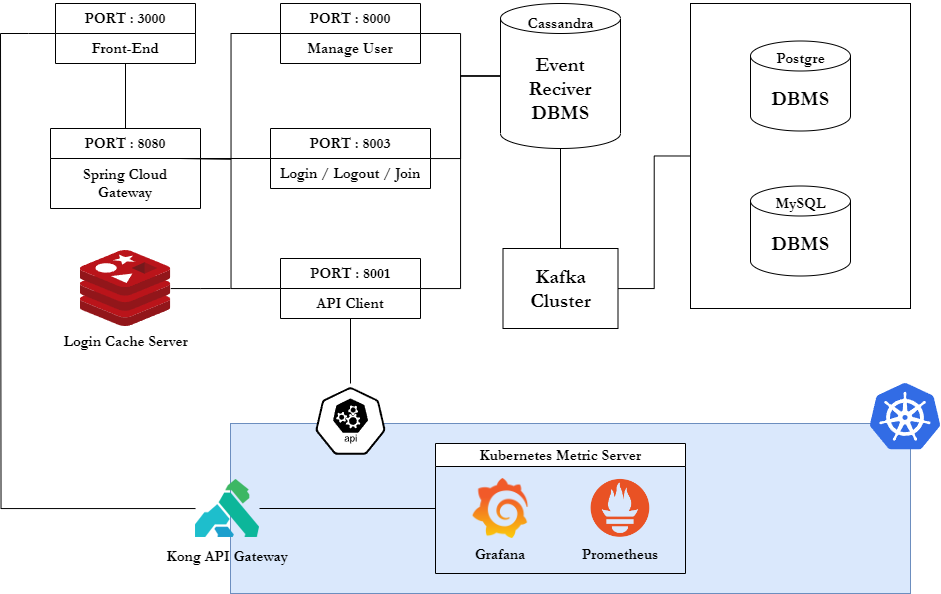 PORT : 3000
Front-End
PORT : 8000
Manage User
Cassandra
Event
Reciver
DBMS
Postgre
DBMS
PORT : 8080
Spring Cloud
Gateway
PORT : 8003
Login / Logout / Join
MySQL
DBMS
PORT : 8001
API Client
Kafka
Cluster
Login Cache Server
api
Kubernetes Metric Server
Grafana
Prometheus
Kong API Gateway